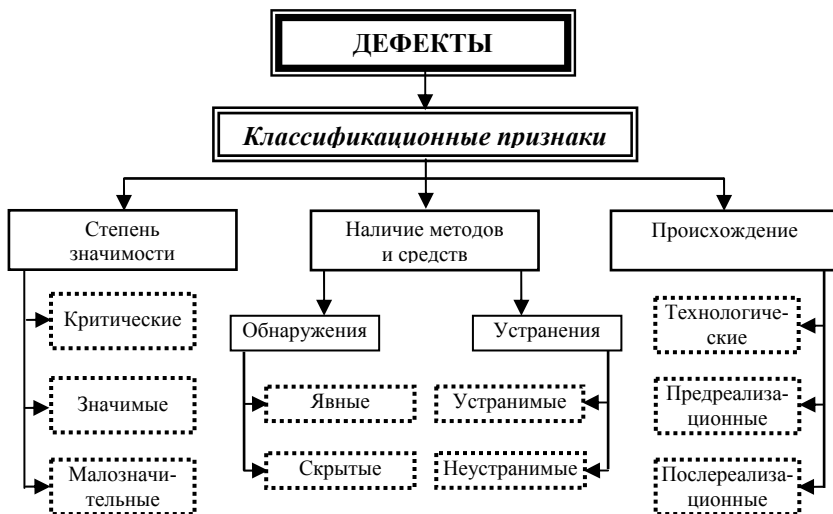 ДЕФЕКТЫ
Классификационные признаки
Степень
значимости
Наличие методов
и средств
Происхождение
Критические
Значимые
Малозначи-
тельные
Обнаружения
Явные
Скрытые
Устранения
Устранимые
Неустранимые
Технологиче-
ские
Предреализа-
ционные
Послереализа-
ционные